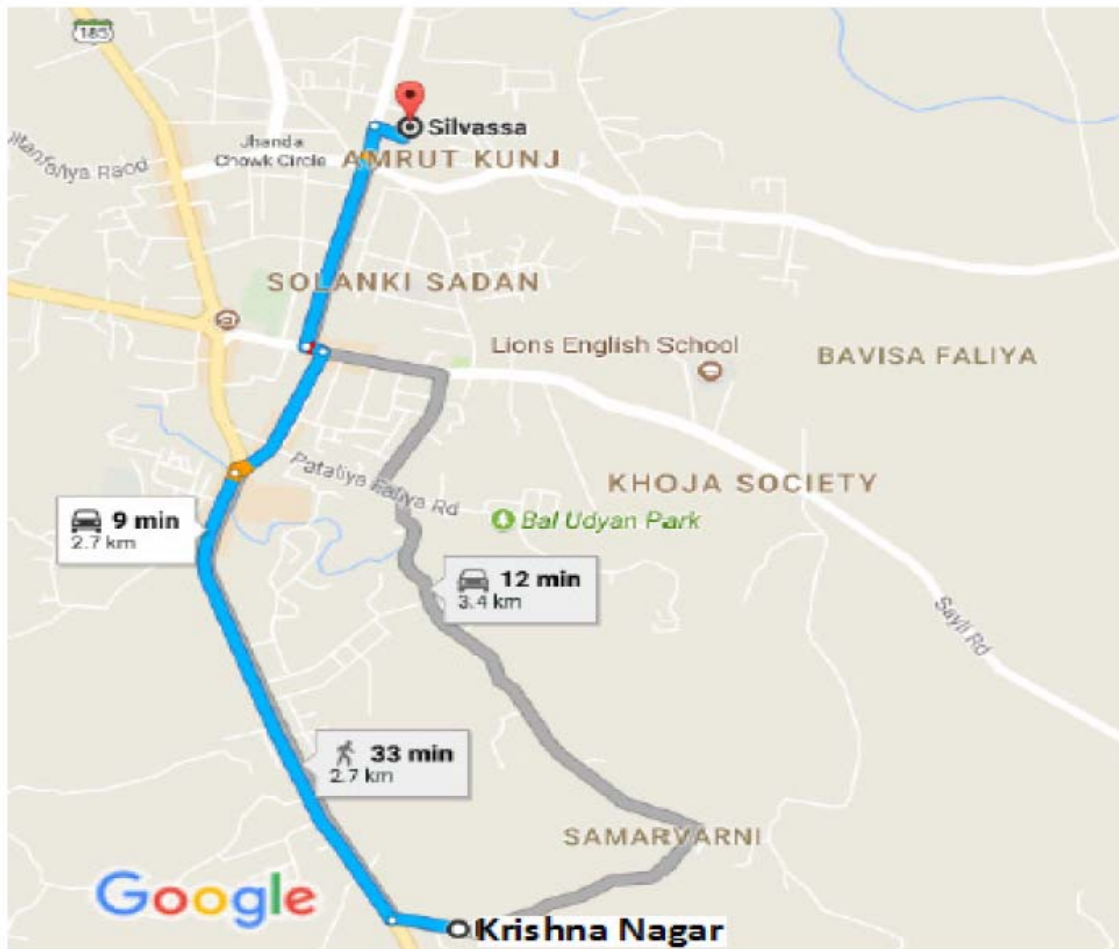 185
Silvassa
Jhanda
Chowk Circle
AMRUT KUNJ
SOLANKI SADAN
Lions English School
BAVISA FALIYA
Pataliya Faliya Rd
KHOJA SOCIETY
Bal Udyan Park
9 min
2.7 km
12 min
3.4 km
Sayli Rd
33 min
2.7 km
SAMARVARNI
Google
Krishna Nagar